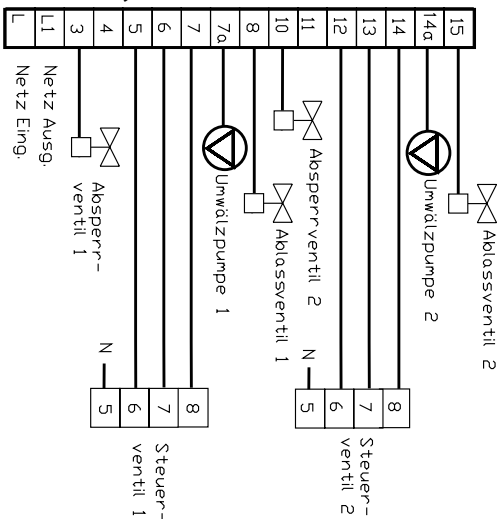 L
L1
3
4
5
6
7
7a
8
10
11
12
13
14
14a
15
Netz Eing.
Netz Ausg.
Absperr-
ventil 1
Umwälzpumpe 1
Ablassventil 1
Absperrventil 2
Umwälzpumpe 2
Ablassventil 2
N
5
6
7
8
Steuer-
ventil 1
N
5
6
7
8
Steuer-
ventil 2